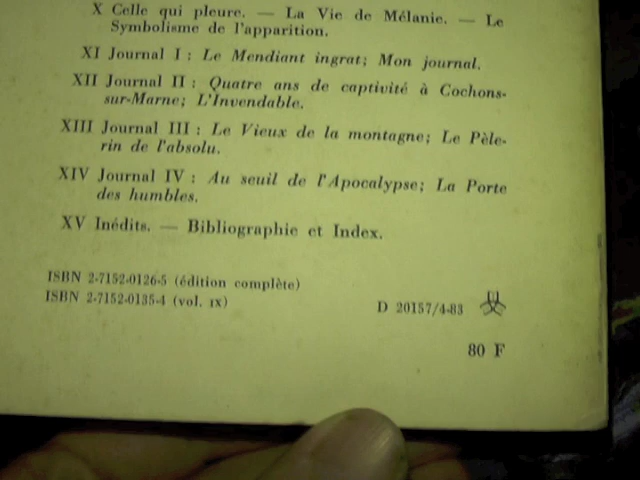 X Celle qui pleure. — La Vie de Mélanie. — Le
Symbolisme de l'apparition.
XI Journal I : Le Mendiant ingrat; Mon journal.
XII Journal II : Quatre ans de captivité à Cochons-
sur-Marne; L'Invendable.
XIII Journal III : Le Vieux de la montagne; Le Pèle-
rin de l'absolu.
XIV Journal IV : Au seuil de l'Apocalypse; La Porte
des humbles.
XV Inédits. — Bibliographie et Index.
ISBN 2-7152-0126-5 (édition complète)
ISBN 2-7152-0135-4 (vol. IX)
D 20157/4-83
80 F